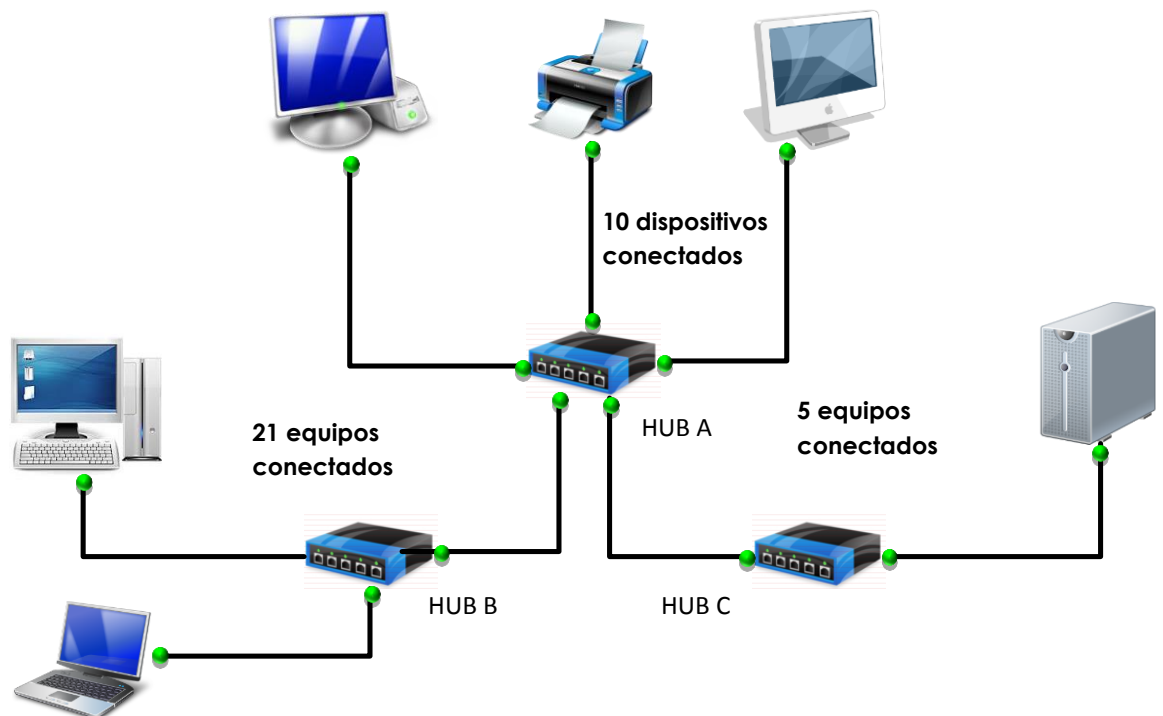 10 dispositivos
conectados
HUB A
21 equipos
conectados
5 equipos
conectados
HUB B
HUB C